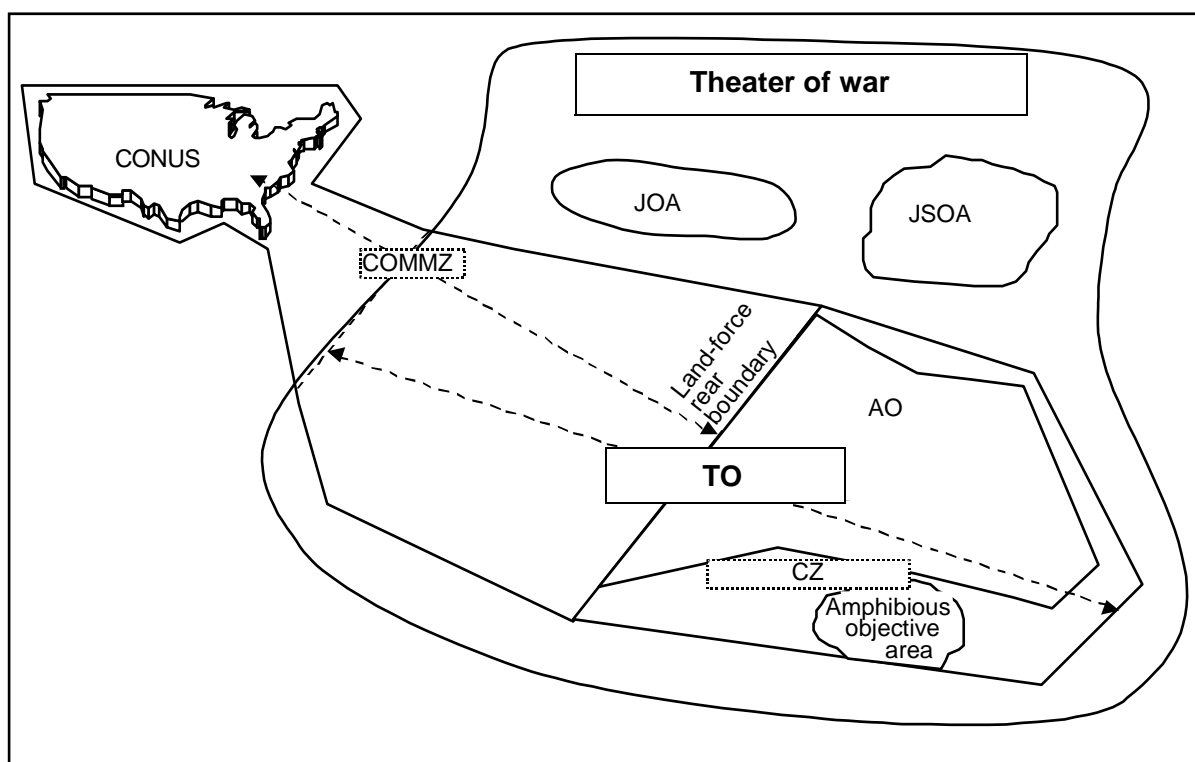 Theater of war
CONUS
JOA
JSOA
COMMZ
Land-force
rear
boundary
AO
TO
CZ
Amphibious
objective
area